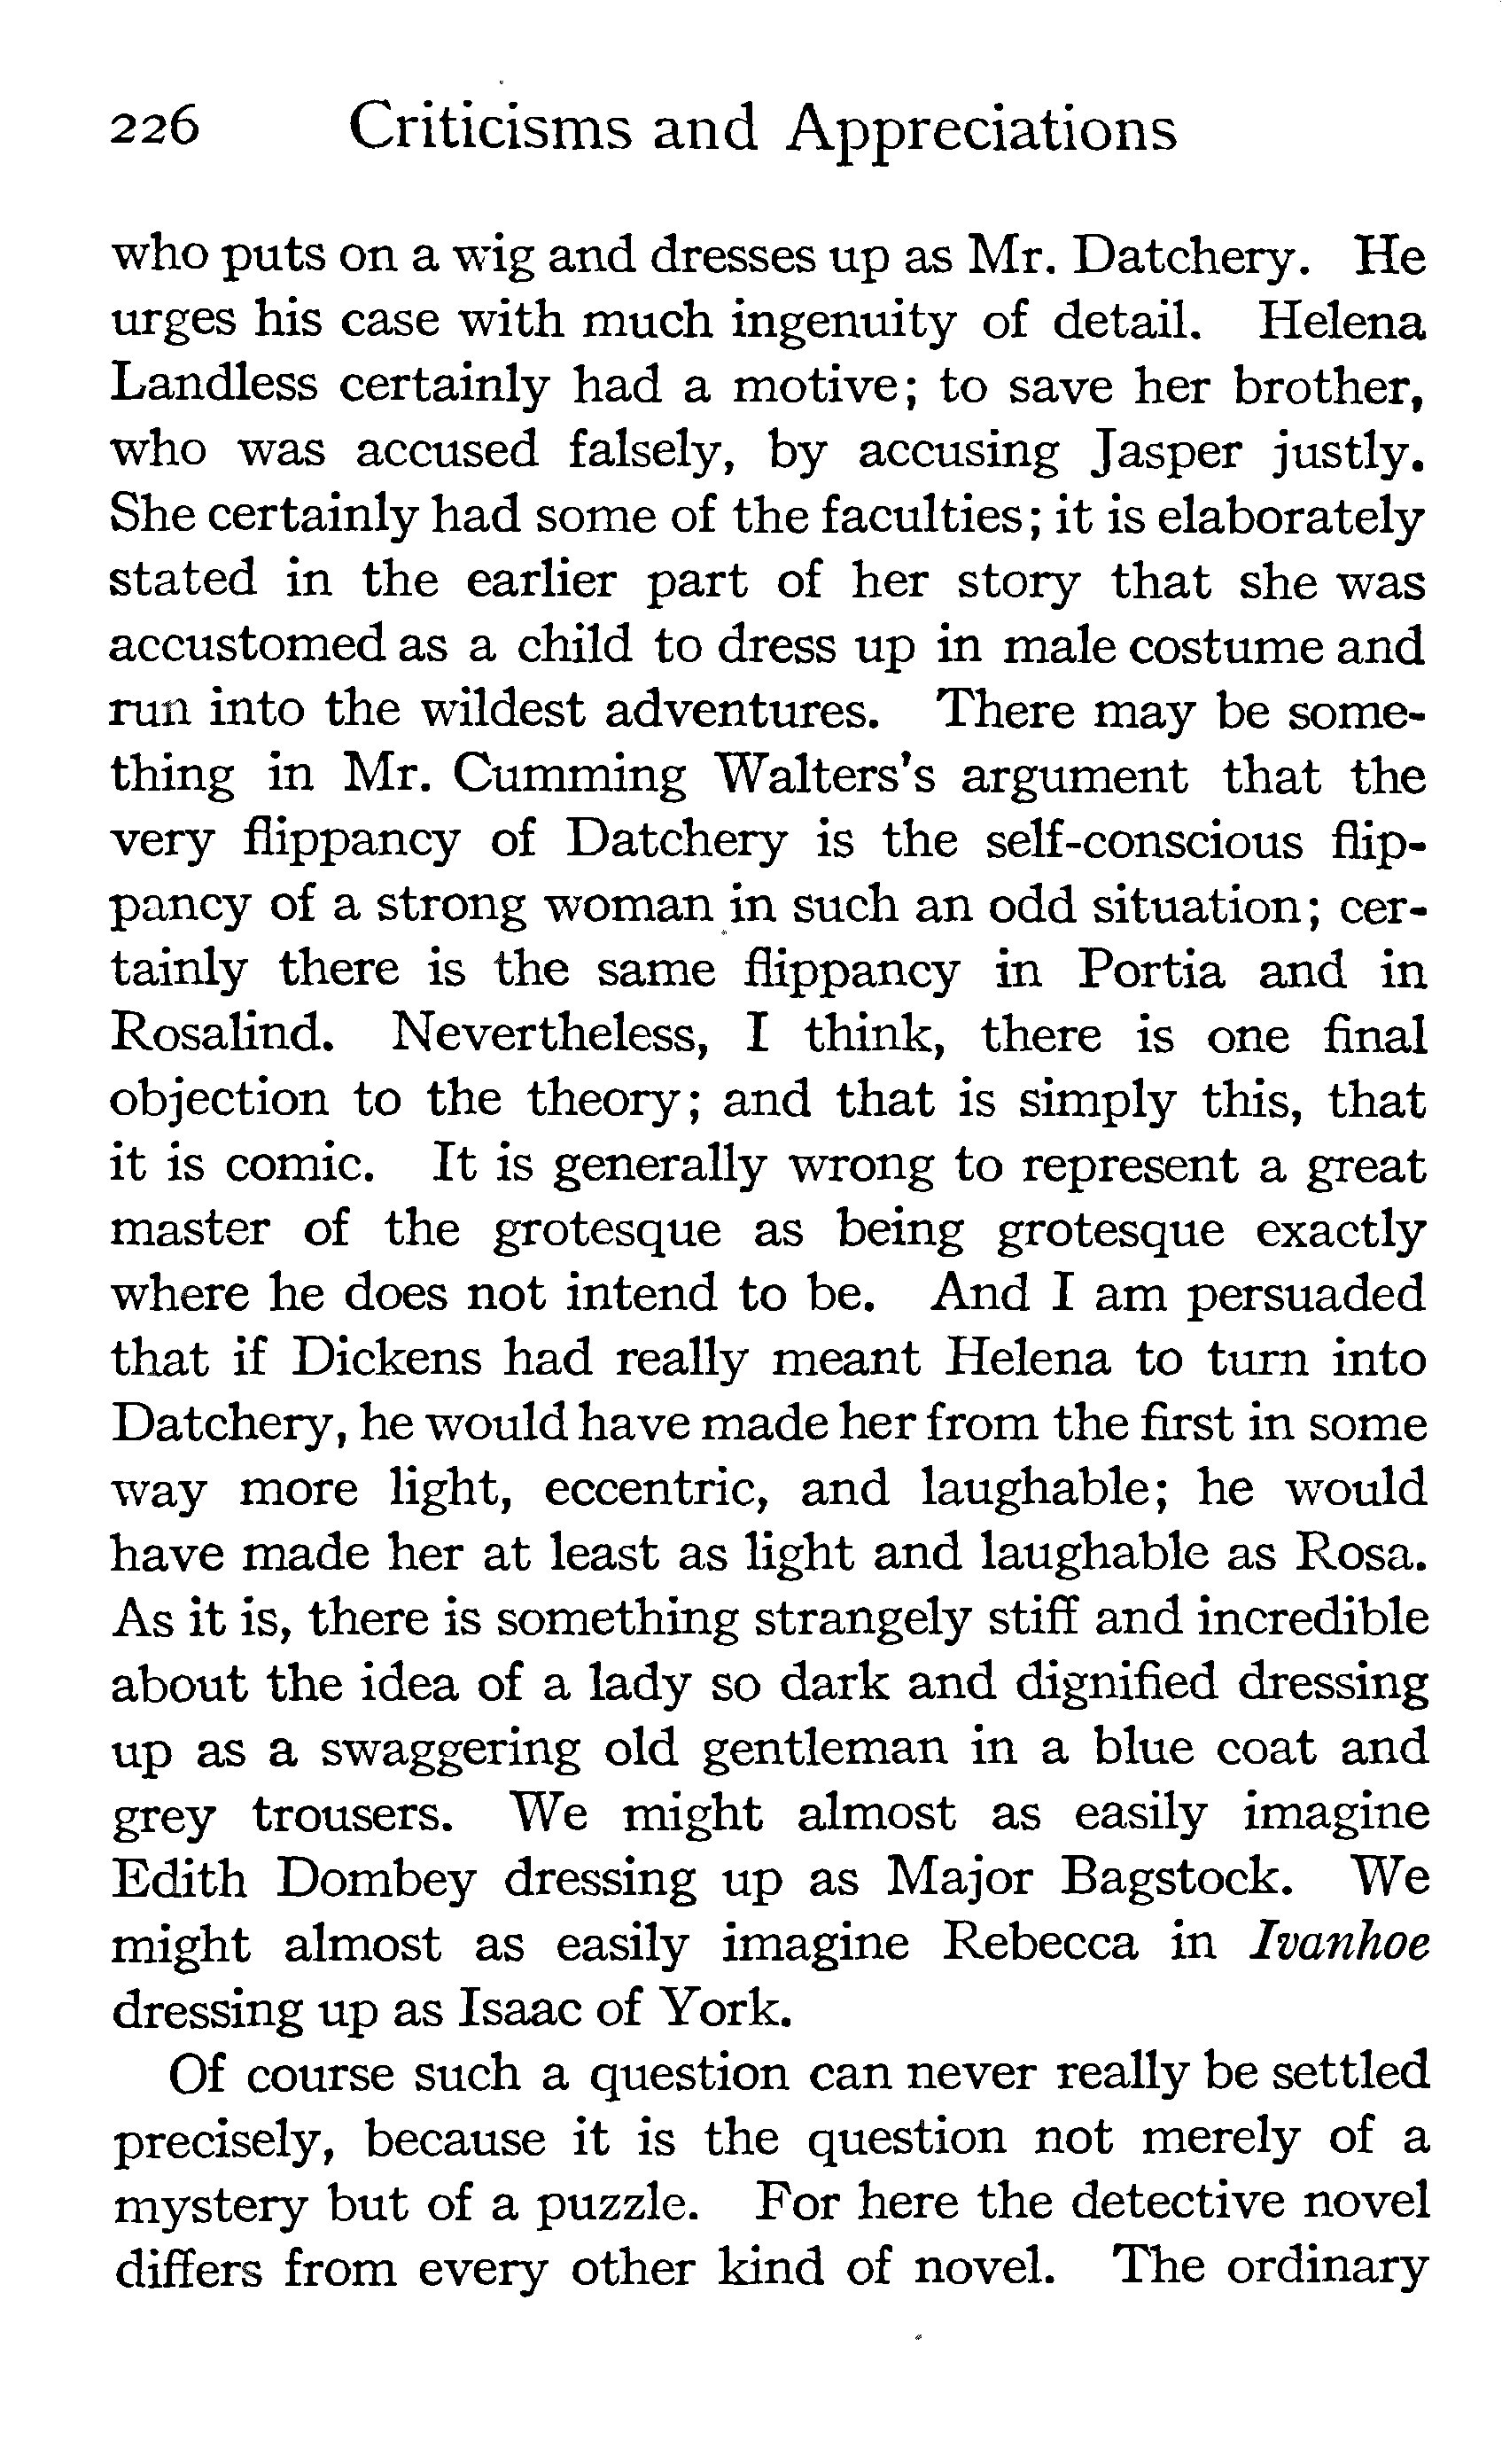 226 Criticisms and Appreciations
who puts on a wig and dresses up as Mr. Datchery. He
urges his case with much ingenuity of detail. Helena
Landless certainly had a motive; to save her brother,
who was accused falsely, by accusing Jasper justly.
She certainly had some of the faculties; it is elaborately
stated in the earlier part of her story that she was
accustomed as a child to dress up in male costume and
run into the wildest adventures. There may be some-
thing in Mr. Cumming Walters's argument that the
very flippancy of Datchery is the self-conscious flip-
pancy of a strong woman in such an odd situation; cer-
tainly there is the same flippancy in Portia and in
Rosalind. Nevertheless, I think, there is one final
objection to the theory; and that is simply this, that
it is comic. It is generally wrong to represent a great
master of the grotesque as being grotesque exactly
where he does not intend to be. And I am persuaded
that if Dickens had really meant Helena to turn into
Datchery, he would have made her from the first in some
way more light, eccentric, and laughable; he would
have made her at least as light and laughable as Rosa.
As it is, there is something strangely stiff and incredible
about the idea of a lady so dark and dignified dressing
up as a swaggering old gentleman in a blue coat and
grey trousers. We might almost as easily imagine
Edith Dombey dressing up as Major Bagstock. We
might almost as easily imagine Rebecca in Ivanhoe
dressing up as Isaac of York.
Of course such a question can never really be settled
precisely, because it is the question not merely of a
mystery but of a puzzle. For here the detective novel
differs from every other kind of novel. The ordinary